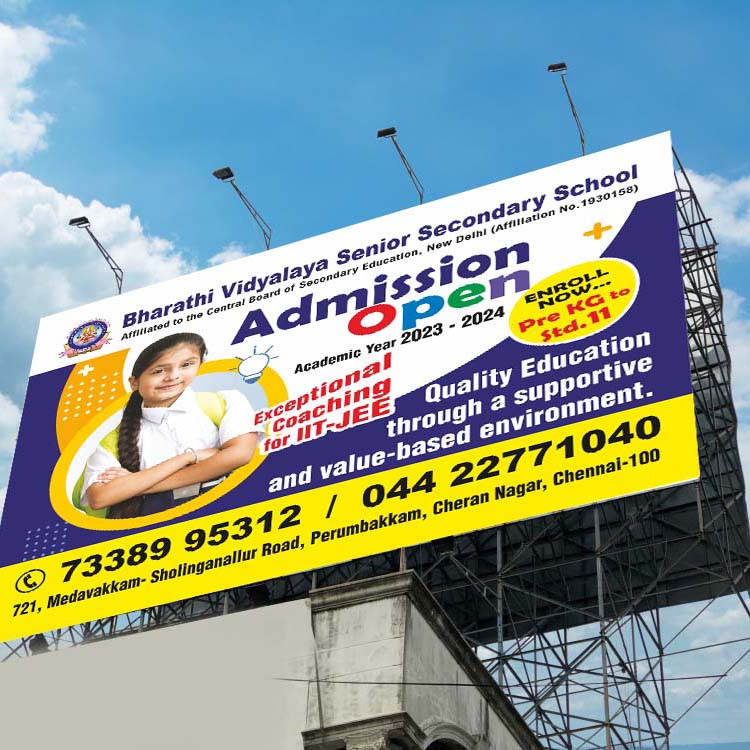 Bharathi Vidyalaya Senior Secondary School
Affiliated to the Central Board of Secondary Education, New Delhi (Affiliation No.1930158)
Admission
Open
Academic Year 2023 - 2024
ENROLL
NOW...
Pre KG to
Std. 11
Exceptional
Coaching
for IIT-JEE
Quality Education
through a supportive
and value-based environment.
73389 95312 / 044 22771040
721, Medavakkam- Sholinganallur Road, Perumbakkam, Cheran Nagar, Chennai-100